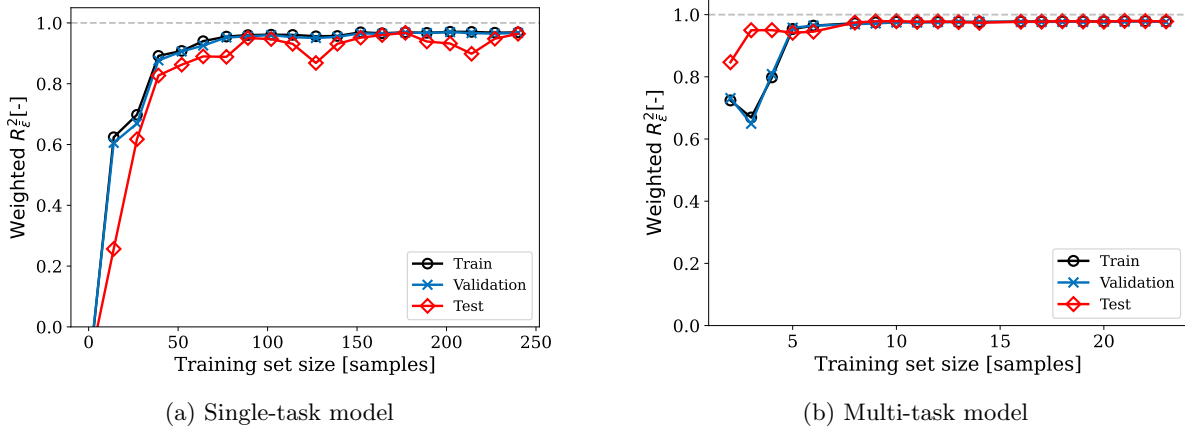 1.0
0.8
0.6
0.4
0.2
0.0
Weighted R²ε̄ [-]
0 50 100 150 200 250
Training set size [samples]
Train
Validation
Test
(a) Single-task model
1.0
0.8
0.6
0.4
0.2
0.0
Weighted R²ε̄ [-]
5 10 15 20
Training set size [samples]
Train
Validation
Test
(b) Multi-task model